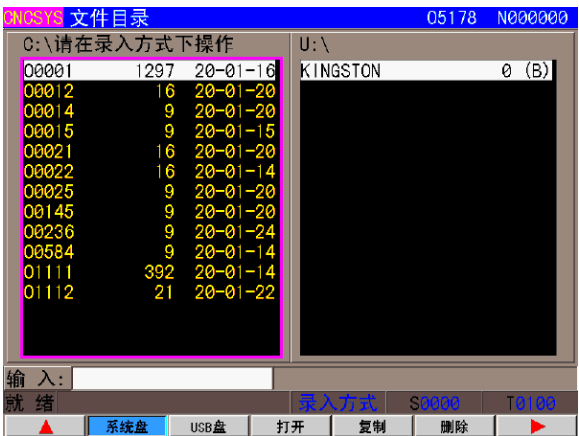 CNCSYS 文件目录 O5178 N000000
C:\请在录入方式下操作 U:\
O0001 1297 20-01-16 KINGSTON 0 (B)
O0012 16 20-01-20
O0014 9 20-01-20
O0015 9 20-01-15
O0021 16 20-01-20
O0022 16 20-01-14
O0025 9 20-01-20
O0145 9 20-01-20
O0236 9 20-01-24
O0584 9 20-01-14
O1111 392 20-01-14
O1112 21 20-01-22
输 入:
就 绪 录入方式 S0000 T0100
系统盘 USB盘 打开 复制 删除